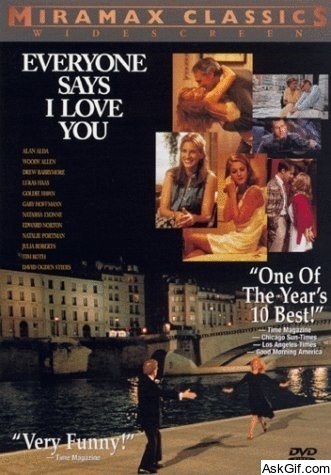 MIRAMAX CLASSICS
WIDESCREEN
EVERYONE
SAYS
I LOVE
YOU
ALAN ALDA
WOODY ALLEN
DREW BARRYMORE
LUKAS HAAS
GOLDIE HAWN
GABY HOFFMANN
NATASHA LYONNE
EDWARD NORTON
NATALIE PORTMAN
JULIA ROBERTS
TIM ROTH
DAVID OGDEN STIERS
"One Of
The Year's
10 Best!"
— Time Magazine
— Chicago Sun-Times
— Los Angeles Times
— Good Morning America
"Very Funny!"
— Time Magazine
DVD
AskGif.com